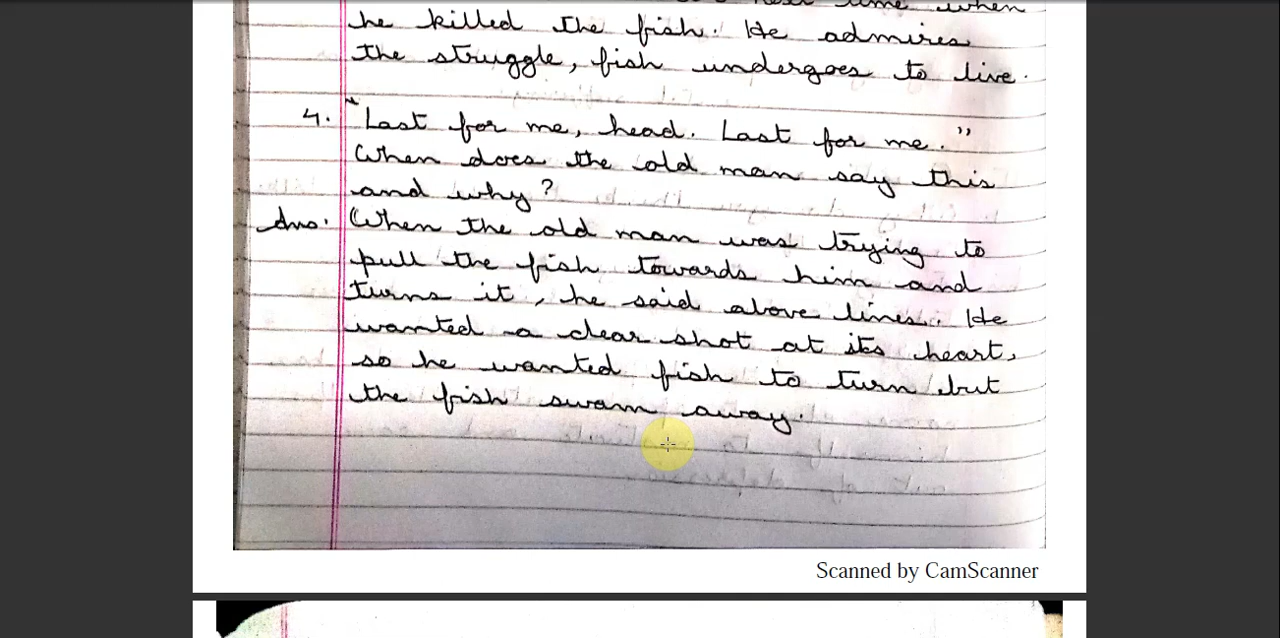 time when
he killed the fish. He admires
the struggle, fish undergoes to live.
4. "Last for me, head. Last for me."
When does the old man say this
and why?
Ans. When the old man was trying to
pull the fish towards him and
turns it, he said above lines. He
wanted a clear shot at its heart,
so he wanted fish to turn but
the fish swam away.
Scanned by CamScanner